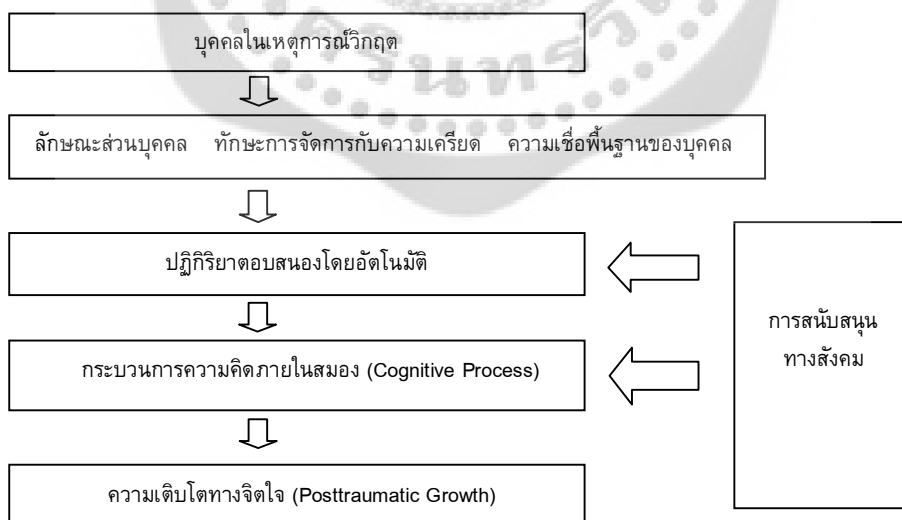 บุคคลในเหตุการณ์วิกฤต
ลักษณะส่วนบุคคล ทักษะการจัดการกับความเครียด ความเชื่อพื้นฐานของบุคคล
ปฏิกิริยาตอบสนองโดยอัตโนมัติ
กระบวนการความคิดภายในสมอง (Cognitive Process)
ความเติบโตทางจิตใจ (Posttraumatic Growth)
การสนับสนุน
ทางสังคม